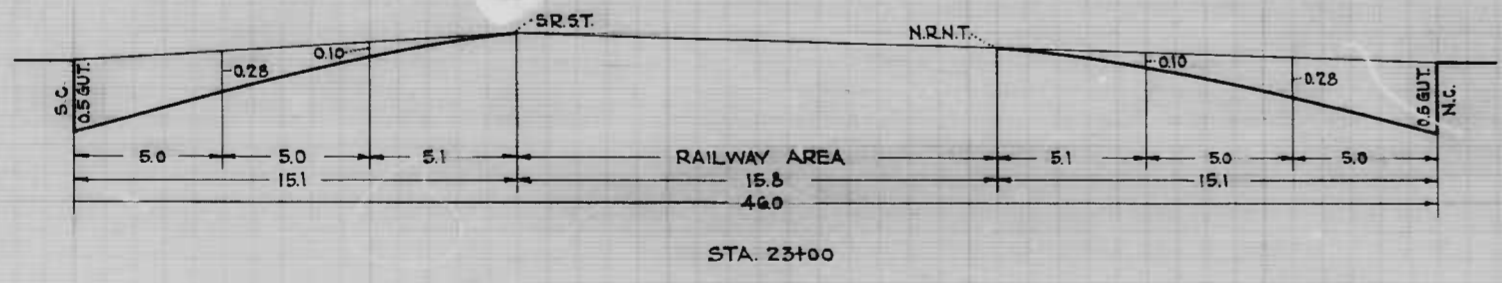 S.R.S.T.
N.R.N.T.
0.10
0.10
0.28
0.28
S.C.
0.5 GUT.
0.5 GUT.
N.C.
5.0 5.0 5.1 RAILWAY AREA 5.1 5.0 5.0
15.1 15.8 15.1
46.0
STA. 23+00